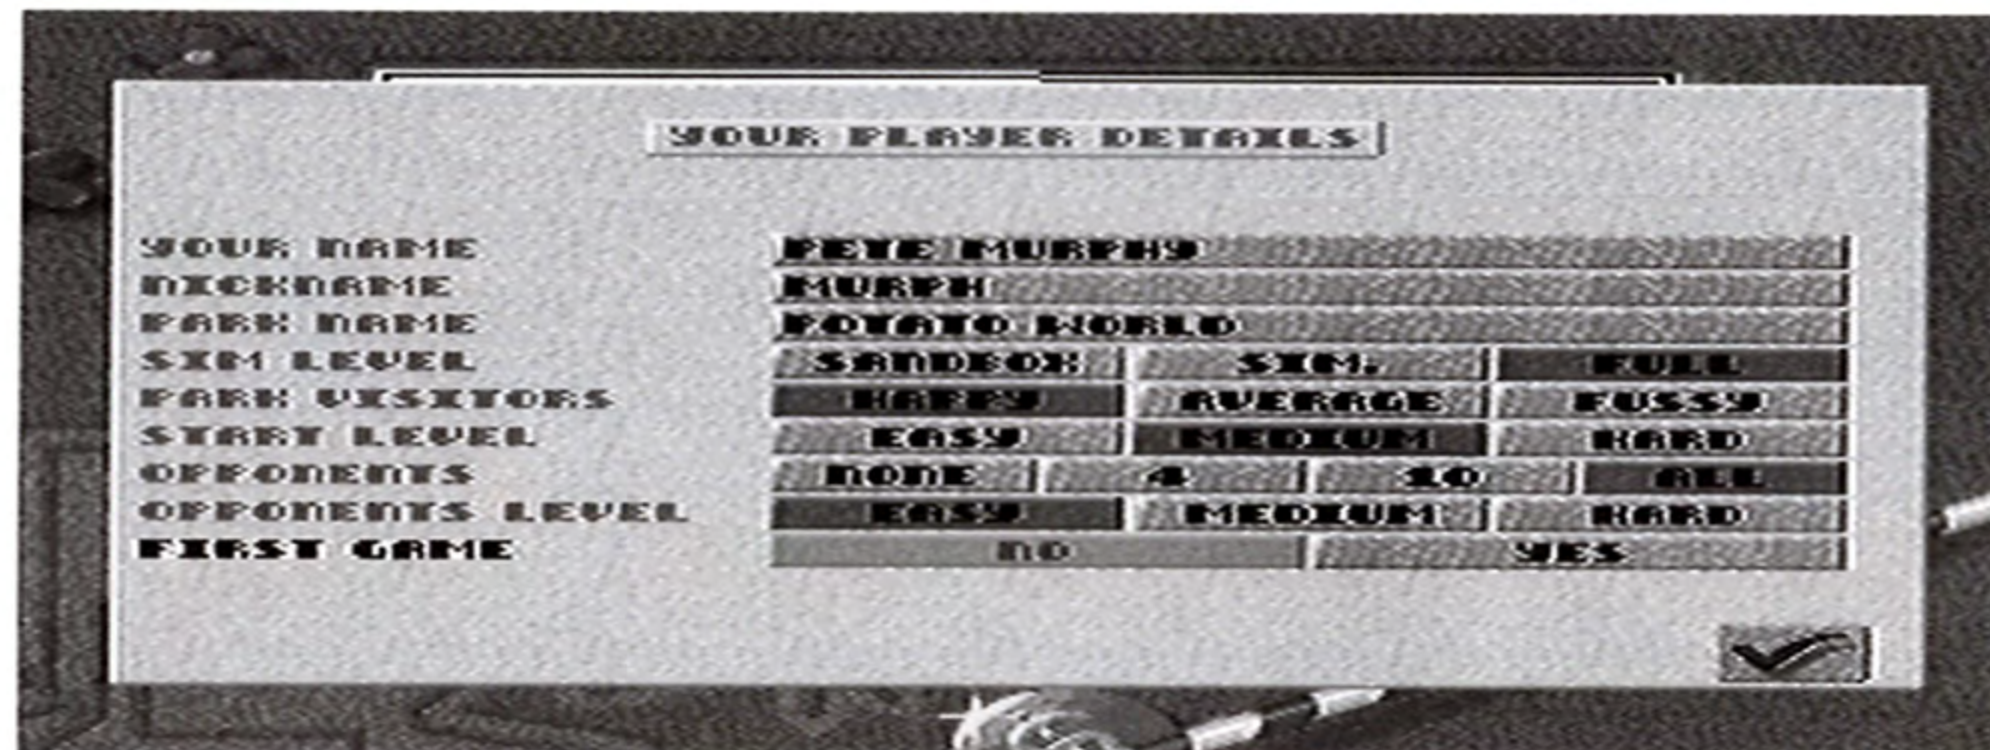 YOUR PLAYER DETAILS
YOUR NAME PETE MURPHY
NICKNAME MURPH
PARK NAME POTATO WORLD
SIM LEVEL SANDBOX SIM. FULL
PARK VISITORS HAPPY AVERAGE FUSSY
START LEVEL EASY MEDIUM HARD
OPPONENTS NONE 4 10 ALL
OPPONENTS LEVEL EASY MEDIUM HARD
FIRST GAME NO YES